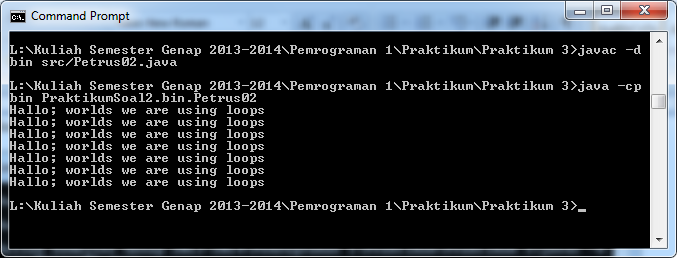 Command Prompt
L:\Kuliah Semester Genap 2013-2014\Pemrograman 1\Praktikum\Praktikum 3>javac -d
bin src/Petrus02.java
L:\Kuliah Semester Genap 2013-2014\Pemrograman 1\Praktikum\Praktikum 3>java -cp
bin PraktikumSoal2.bin.Petrus02
Hallo; worlds we are using loops
Hallo; worlds we are using loops
Hallo; worlds we are using loops
Hallo; worlds we are using loops
Hallo; worlds we are using loops
Hallo; worlds we are using loops
Hallo; worlds we are using loops
L:\Kuliah Semester Genap 2013-2014\Pemrograman 1\Praktikum\Praktikum 3>_